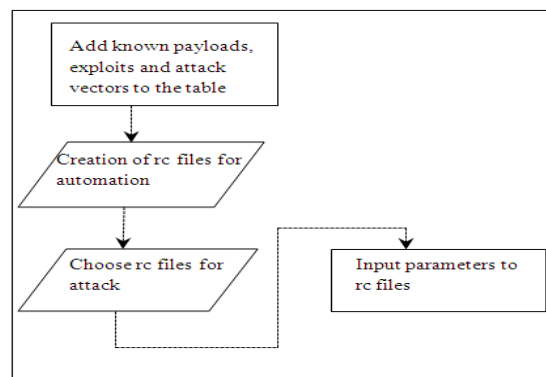 Add known payloads,
exploits and attack
vectors to the table
Creation of rc files for
automation
Choose rc files for
attack
Input parameters to
rc files